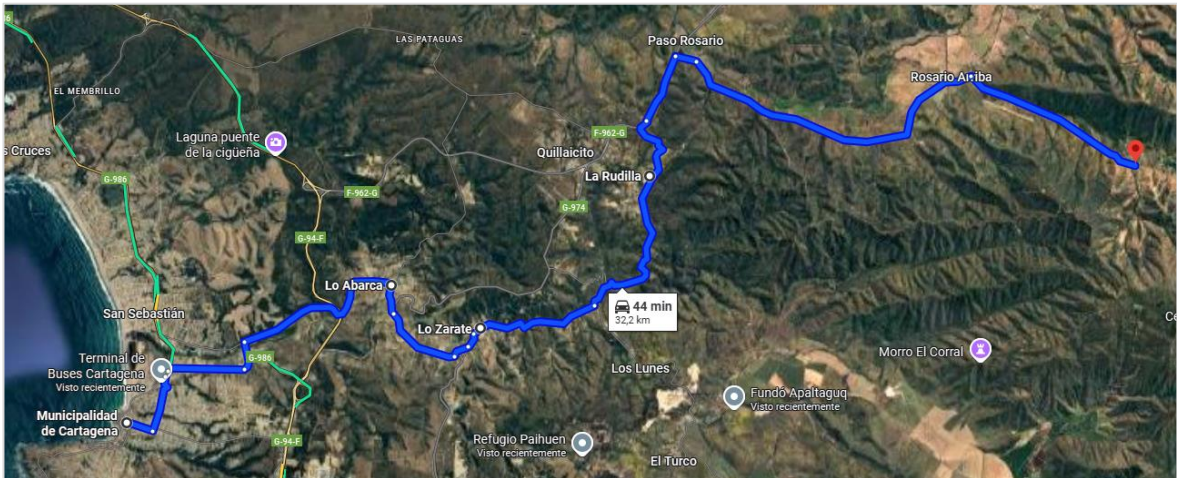 LAS PATAGUAS
Paso Rosario
Rosario Arriba
EL MEMBRILLO
Laguna puente
de la cigüeña
s Cruces
F-962-G
Quillaicito
La Rudilla
G-986
F-962-G
G-974
G-94-F
Lo Abarca
San Sebastián
44 min
32,2 km
Lo Zarate
Ce
Terminal de
Buses Cartagena
Visto recientemente
G-986
Los Lunes
Morro El Corral
Fundo Apaltaguq
Visto recientemente
Municipalidad
de Cartagena
G-94-F
Refugio Paihuen
Visto recientemente
El Turco